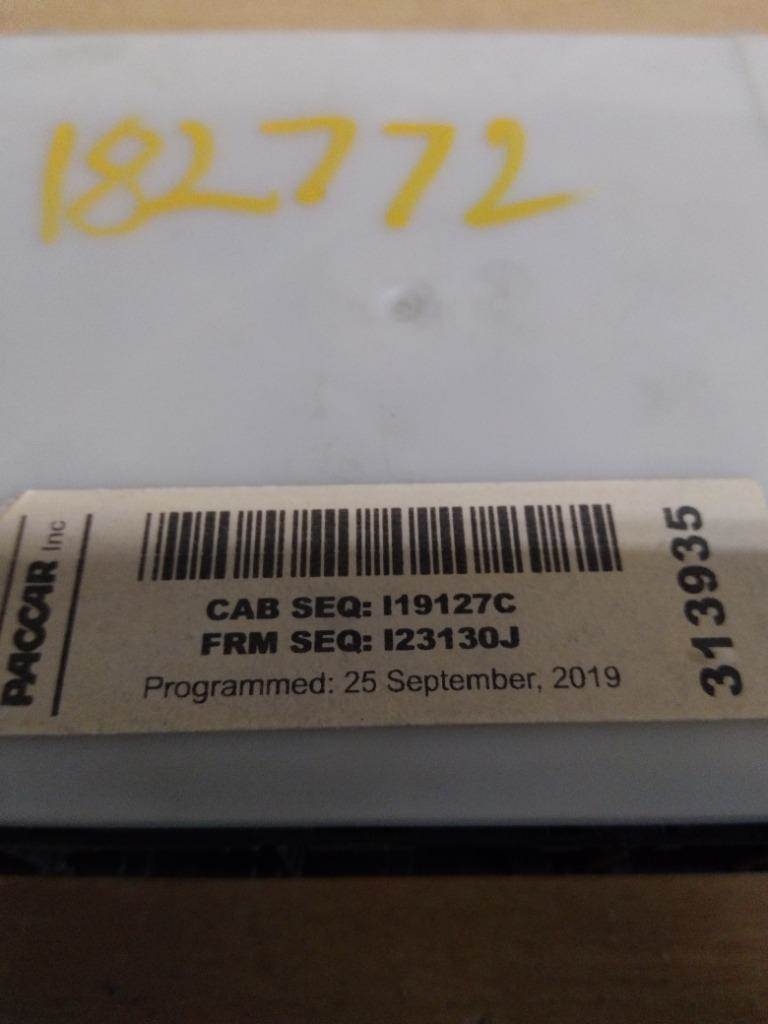 182772
PACCAR Inc
CAB SEQ: I19127C
FRM SEQ: I23130J
Programmed: 25 September, 2019
313935